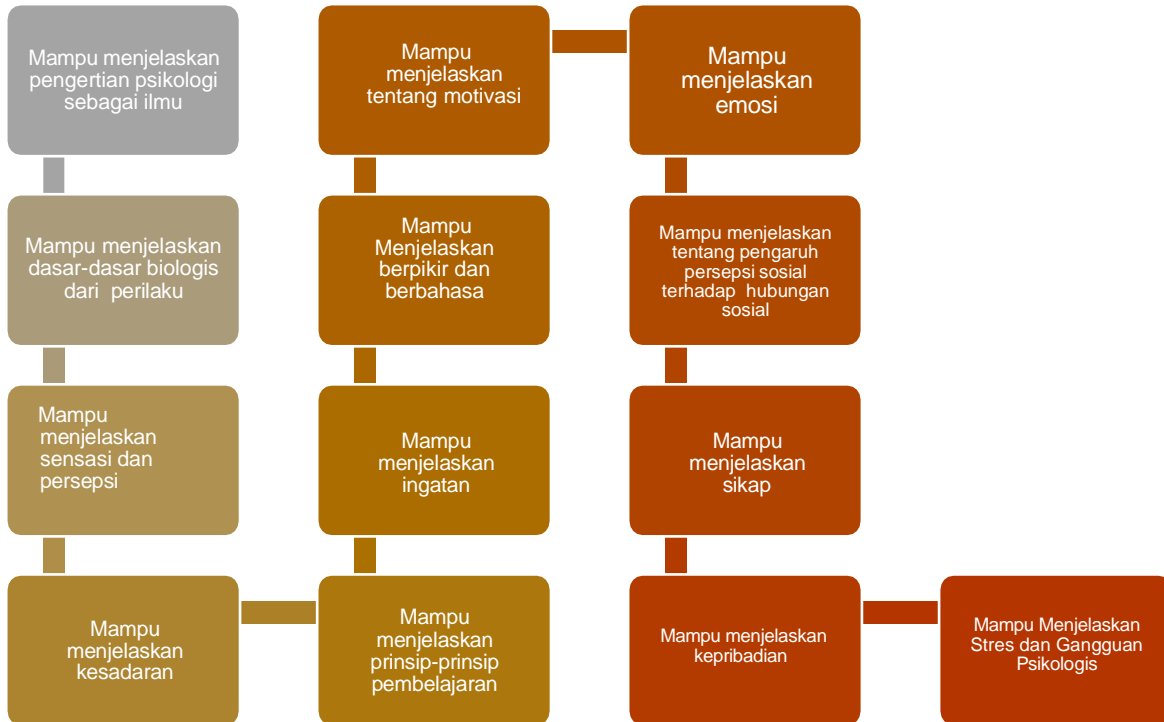 Mampu menjelaskan
pengertian psikologi
sebagai ilmu
Mampu menjelaskan
dasar-dasar biologis
dari perilaku
Mampu
menjelaskan
sensasi dan
persepsi
Mampu
menjelaskan
kesadaran
Mampu
menjelaskan
prinsip-prinsip
pembelajaran
Mampu
menjelaskan
ingatan
Mampu
Menjelaskan
berpikir dan
berbahasa
Mampu
menjelaskan
tentang motivasi
Mampu
menjelaskan
emosi
Mampu menjelaskan
tentang pengaruh
persepsi sosial
terhadap hubungan
sosial
Mampu
menjelaskan
sikap
Mampu menjelaskan
kepribadian
Mampu Menjelaskan
Stres dan Gangguan
Psikologis